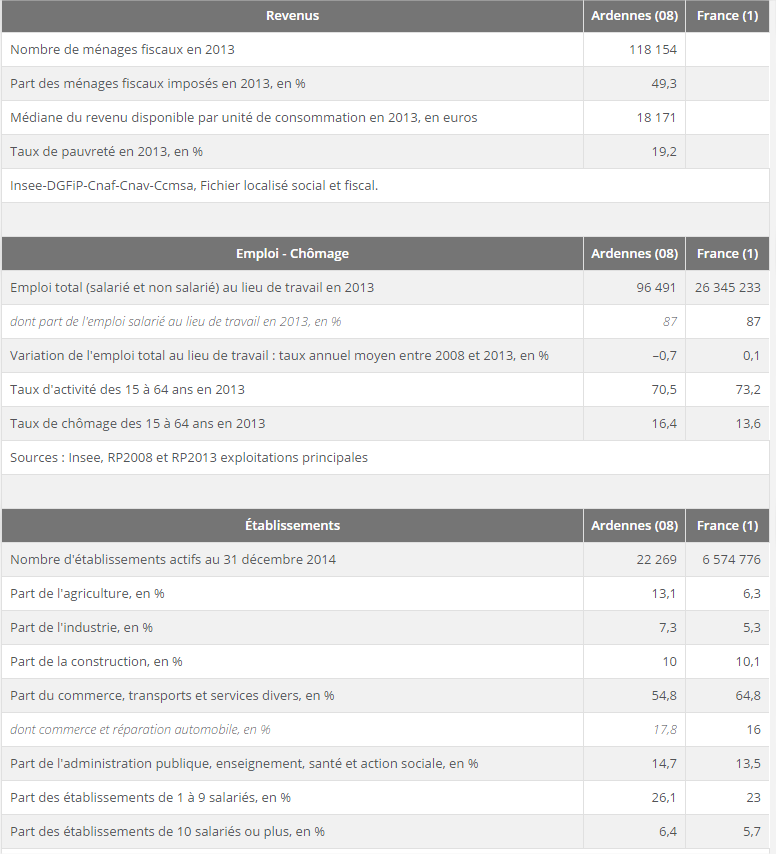 Revenus Ardennes (08) France (1)
Nombre de ménages fiscaux en 2013 118 154
Part des ménages fiscaux imposés en 2013, en % 49,3
Médiane du revenu disponible par unité de consommation en 2013, en euros 18 171
Taux de pauvreté en 2013, en % 19,2
Insee-DGFiP-Cnaf-Cnav-Ccmsa, Fichier localisé social et fiscal.
Emploi - Chômage Ardennes (08) France (1)
Emploi total (salarié et non salarié) au lieu de travail en 2013 96 491 26 345 233
dont part de l'emploi salarié au lieu de travail en 2013, en % 87 87
Variation de l'emploi total au lieu de travail : taux annuel moyen entre 2008 et 2013, en % –0,7 0,1
Taux d'activité des 15 à 64 ans en 2013 70,5 73,2
Taux de chômage des 15 à 64 ans en 2013 16,4 13,6
Sources : Insee, RP2008 et RP2013 exploitations principales
Établissements Ardennes (08) France (1)
Nombre d'établissements actifs au 31 décembre 2014 22 269 6 574 776
Part de l'agriculture, en % 13,1 6,3
Part de l'industrie, en % 7,3 5,3
Part de la construction, en % 10 10,1
Part du commerce, transports et services divers, en % 54,8 64,8
dont commerce et réparation automobile, en % 17,8 16
Part de l'administration publique, enseignement, santé et action sociale, en % 14,7 13,5
Part des établissements de 1 à 9 salariés, en % 26,1 23
Part des établissements de 10 salariés ou plus, en % 6,4 5,7